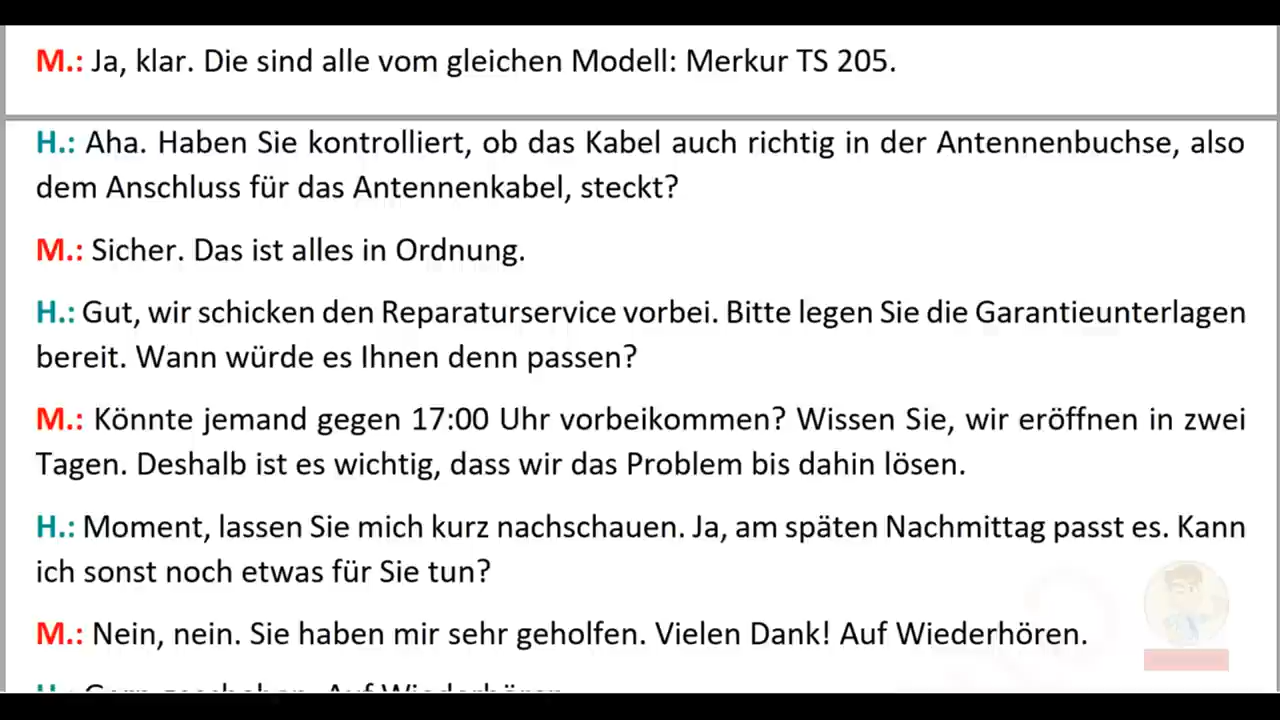 M.: Ja, klar. Die sind alle vom gleichen Modell: Merkur TS 205.
H.: Aha. Haben Sie kontrolliert, ob das Kabel auch richtig in der Antennenbuchse, also
dem Anschluss für das Antennenkabel, steckt?
M.: Sicher. Das ist alles in Ordnung.
H.: Gut, wir schicken den Reparaturservice vorbei. Bitte legen Sie die Garantieunterlagen
bereit. Wann würde es Ihnen denn passen?
M.: Könnte jemand gegen 17:00 Uhr vorbeikommen? Wissen Sie, wir eröffnen in zwei
Tagen. Deshalb ist es wichtig, dass wir das Problem bis dahin lösen.
H.: Moment, lassen Sie mich kurz nachschauen. Ja, am späten Nachmittag passt es. Kann
ich sonst noch etwas für Sie tun?
M.: Nein, nein. Sie haben mir sehr geholfen. Vielen Dank! Auf Wiederhören.
H.: Gern geschehen. Auf Wiederhören.